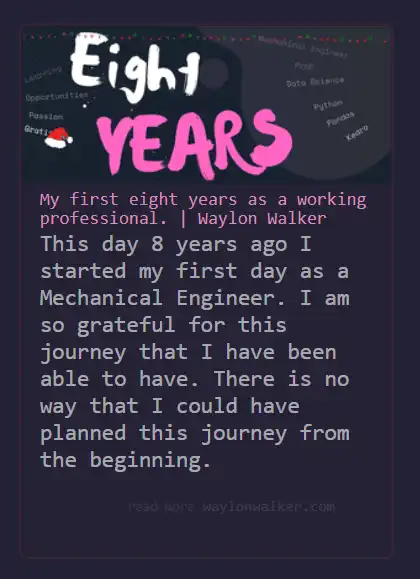 Eight
YEARS
Learning
Opportunities
Passion
Grati
Mechanical Engineer
Data Science
Python
Pandas
Kedro
My first eight years as a working
professional. | Waylon Walker
This day 8 years ago I
started my first day as a
Mechanical Engineer. I am
so grateful for this
journey that I have been
able to have. There is no
way that I could have
planned this journey from
the beginning.
read more waylonwalker.com